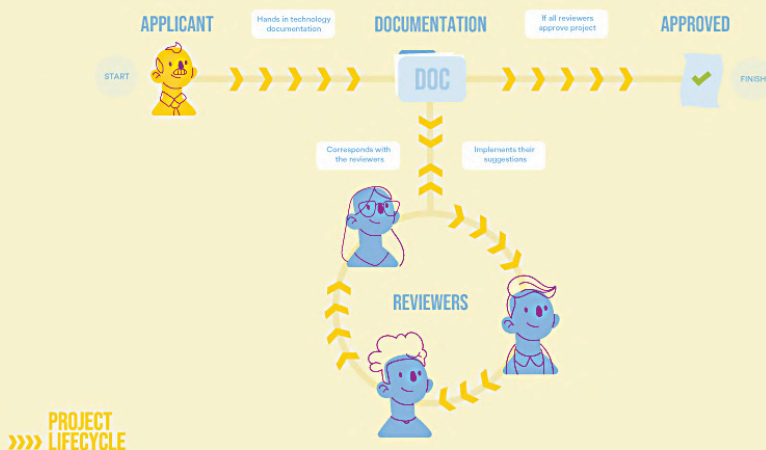 APPLICANT
Hands in technology
documentation
DOCUMENTATION
If all reviewers
approve project
APPROVED
START
DOC
FINISH
Corresponds with
the reviewers
Implements their
suggestions
REVIEWERS
PROJECT
LIFECYCLE